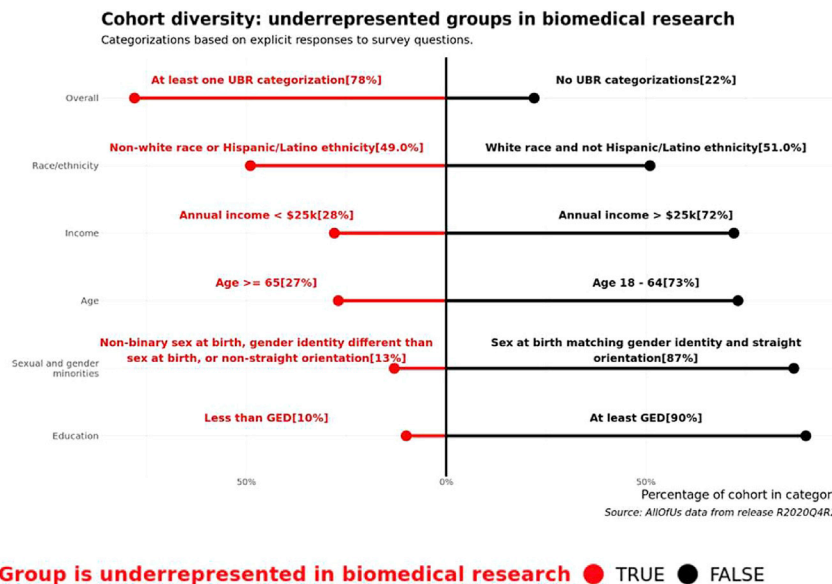 Cohort diversity: underrepresented groups in biomedical research
Categorizations based on explicit responses to survey questions.
At least one UBR categorization[78%]
No UBR categorizations[22%]
Overall
Non-white race or Hispanic/Latino ethnicity[49.0%]
White race and not Hispanic/Latino ethnicity[51.0%]
Race/ethnicity
Annual income < $25k[28%]
Annual income > $25k[72%]
Income
Age >= 65[27%]
Age 18 - 64[73%]
Age
Non-binary sex at birth, gender identity different than
sex at birth, or non-straight orientation[13%]
Sex at birth matching gender identity and straight
orientation[87%]
Sexual and gender
minorities
Less than GED[10%]
At least GED[90%]
Education
50%
0%
50%
Percentage of cohort in categor
Source: AllOfUs data from release R2020Q4R
Group is underrepresented in biomedical research TRUE FALSE